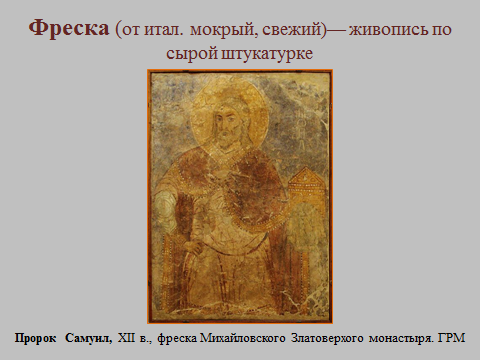 Фреска (от итал. мокрый, свежий)— живопись по
сырой штукатурке
Пророк Самуил, XII в., фреска Михайловского Златоверхого монастыря. ГРМ